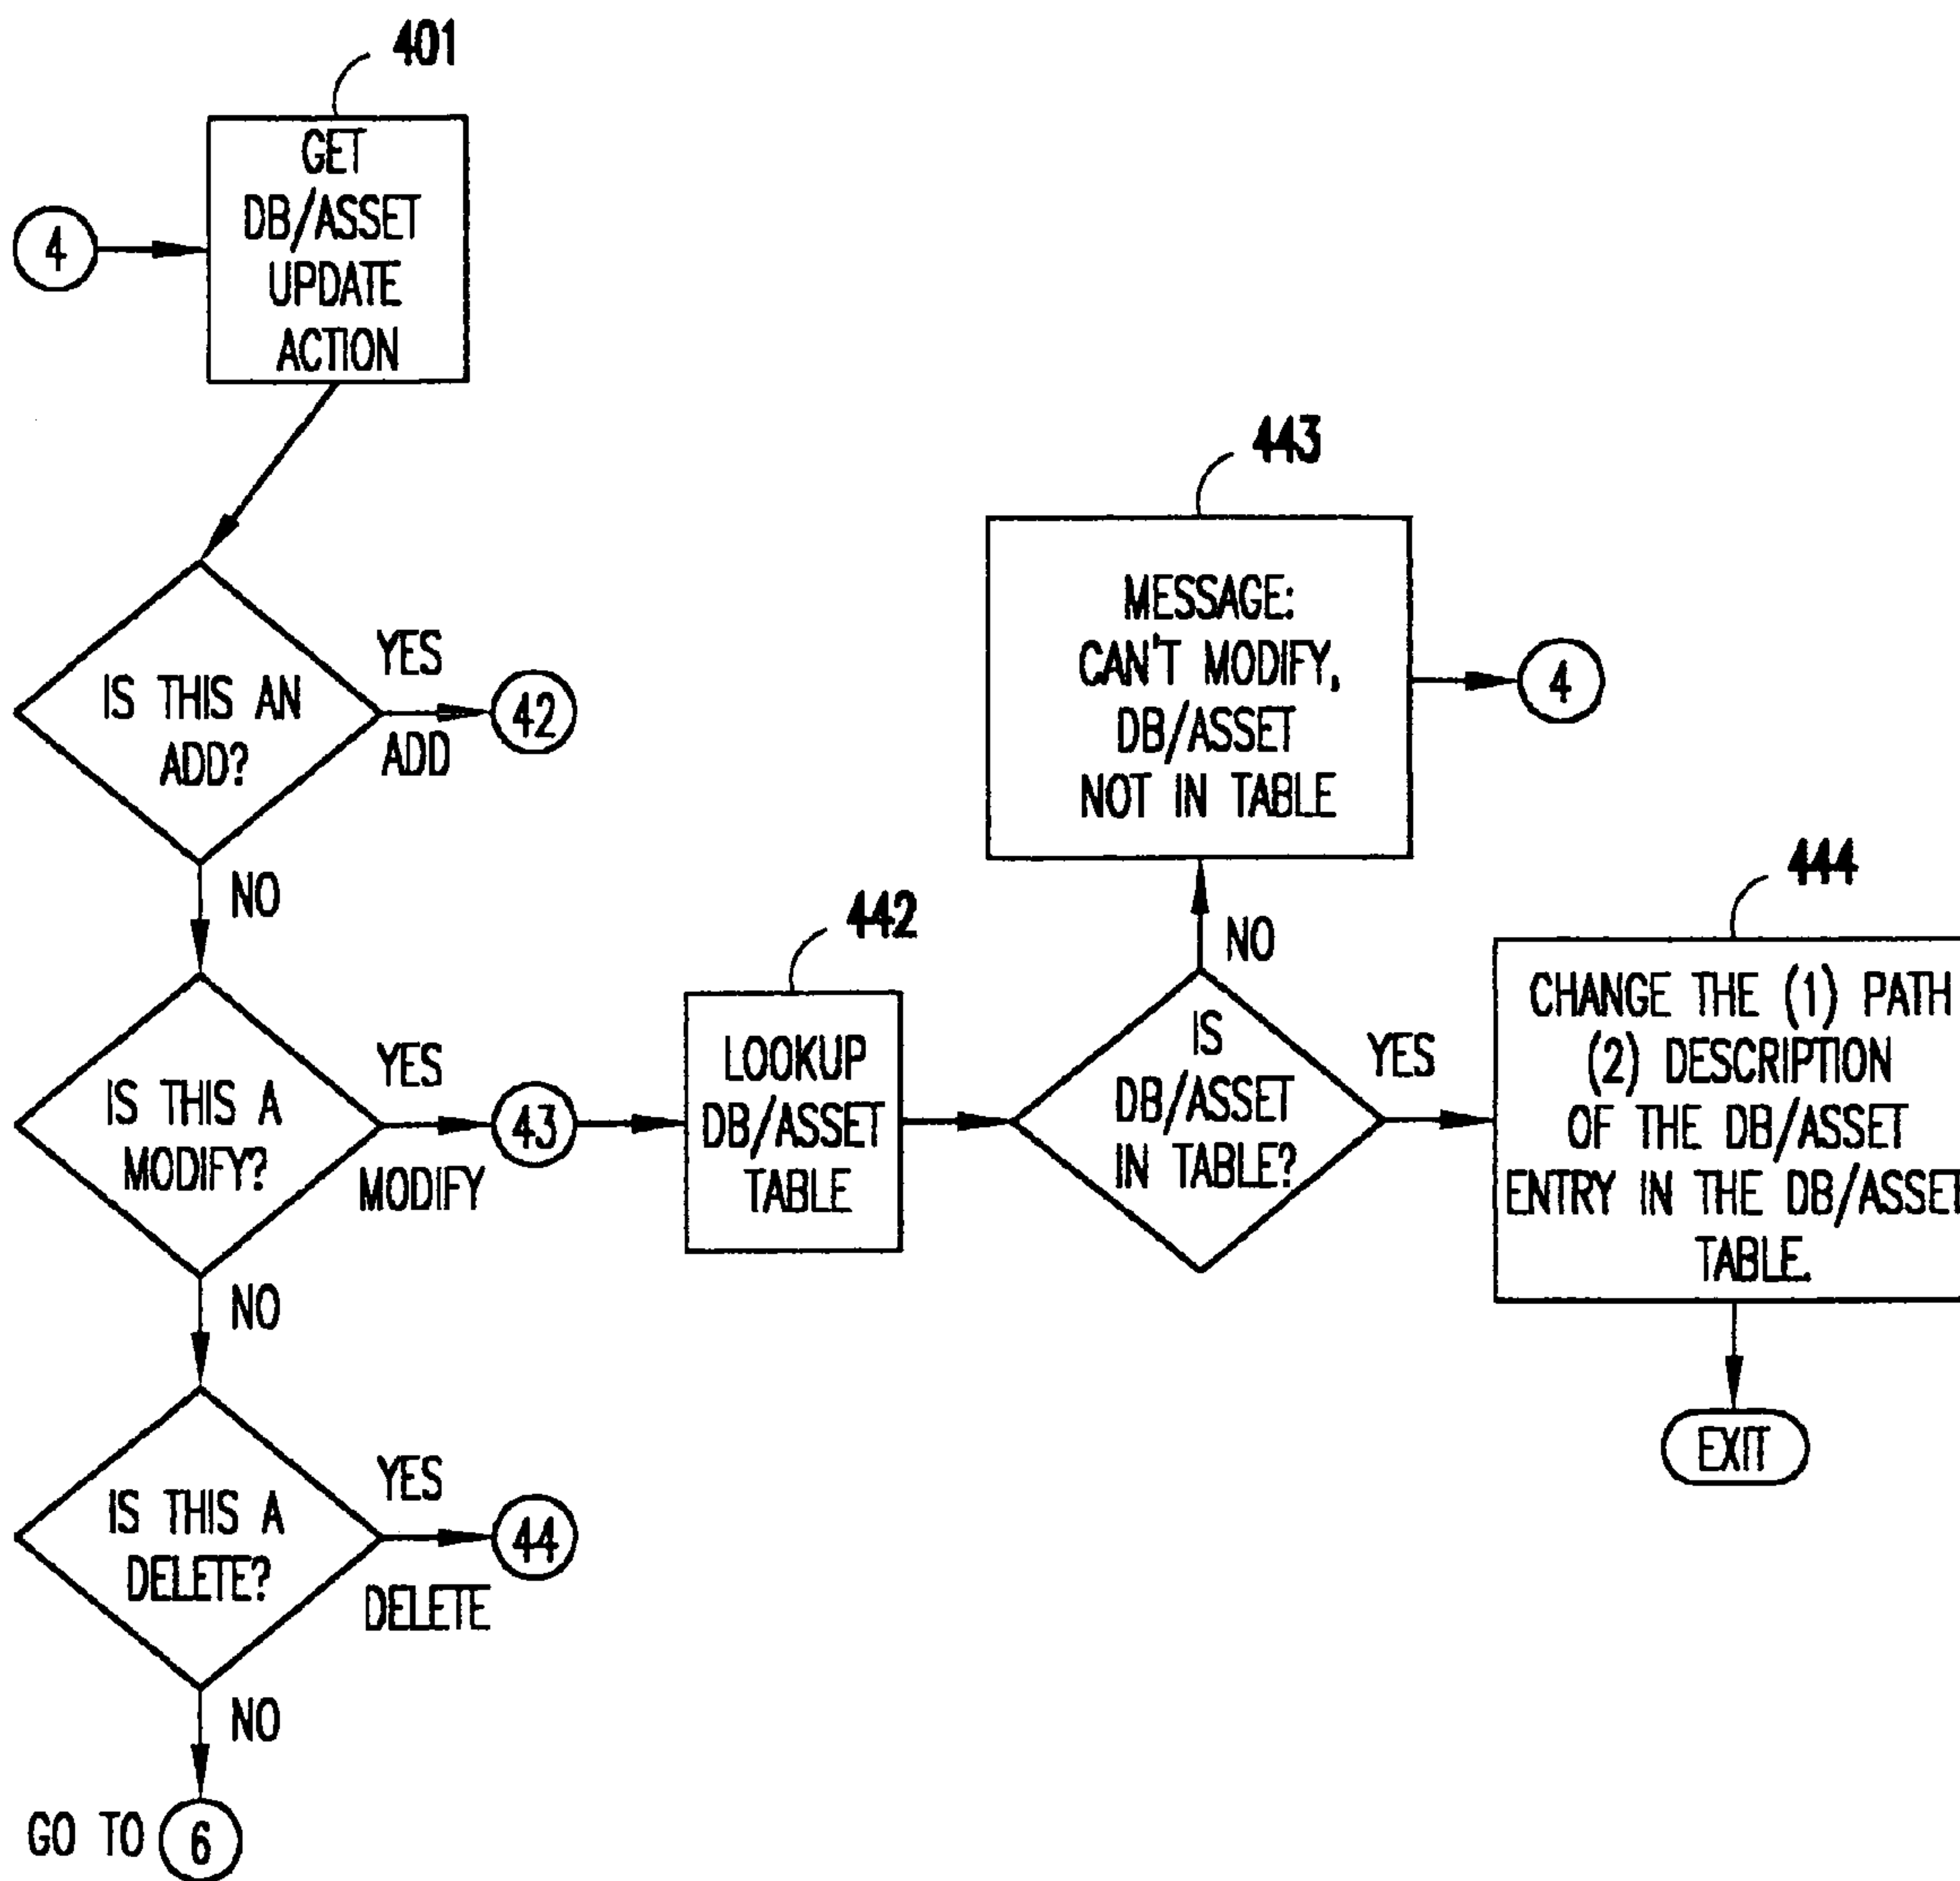 401
GET
DB/ASSET
UPDATE
ACTION
4
IS THIS AN
ADD?
YES
ADD
42
NO
IS THIS A
MODIFY?
YES
MODIFY
43
442
LOOKUP
DB/ASSET
TABLE
IS
DB/ASSET
IN TABLE?
NO
443
MESSAGE:
CAN'T MODIFY,
DB/ASSET
NOT IN TABLE
4
YES
444
CHANGE THE (1) PATH
(2) DESCRIPTION
OF THE DB/ASSET
ENTRY IN THE DB/ASSET
TABLE.
EXIT
NO
IS THIS A
DELETE?
YES
DELETE
44
NO
GO TO 6